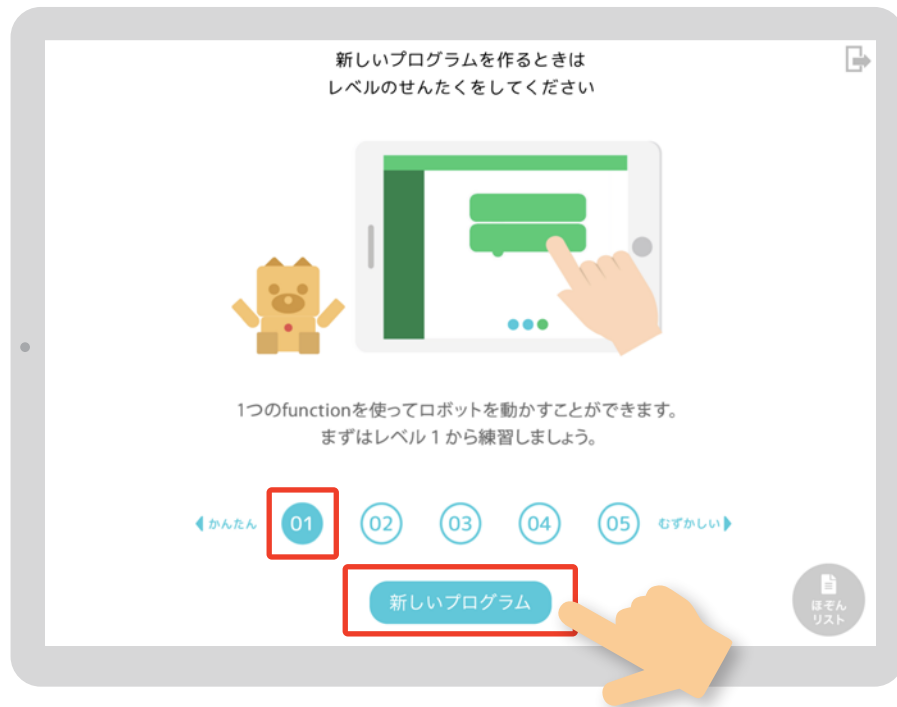 新しいプログラムを作るときは
レベルのせんたくをしてください
1つのfunctionを使ってロボットを動かすことができます。
まずはレベル1から練習しましょう。
かんたん 01 02 03 04 05 むずかしい
新しいプログラム
ほぞん
リスト